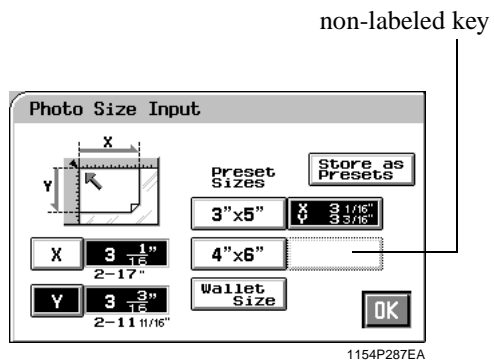 non-labeled key
Photo Size Input
X
Y
Preset
Sizes
Store as
Presets
3”x5”
X 3 1/16"
Y 3 3/16"
X
3 1/16”
2-17"
4”x6”
Y
3 3/16”
2-11 11/16"
Wallet
Size
OK
1154P287EA